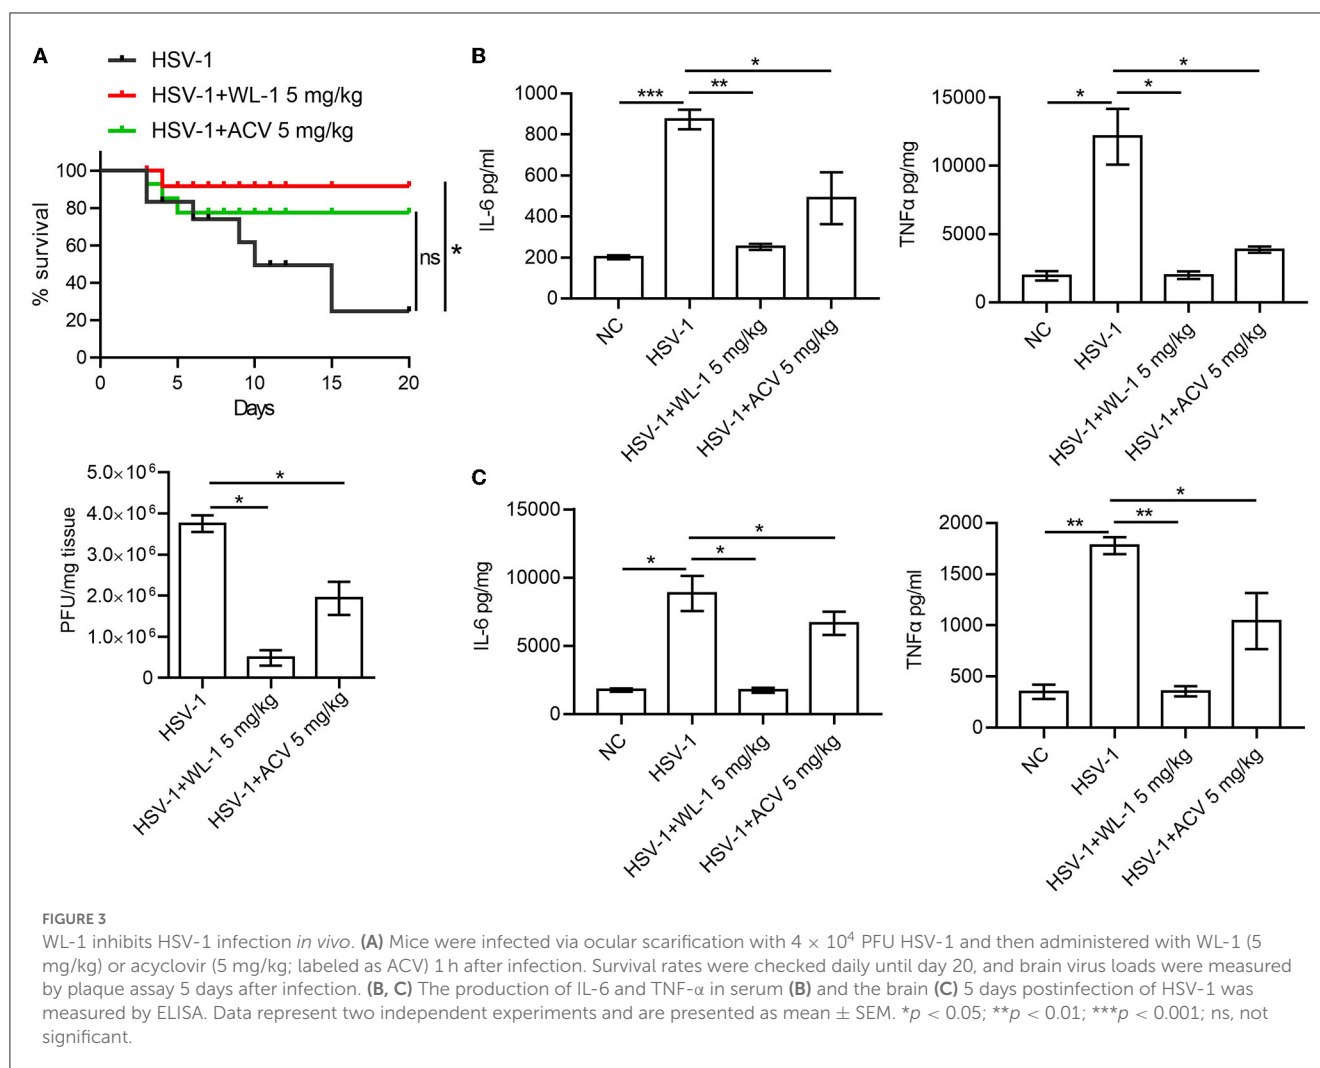 A
HSV-1
HSV-1+WL-1 5 mg/kg
HSV-1+ACV 5 mg/kg
% survival
100
80
60
40
20
0
0 5 10 15 20
Days
ns
*
PFU/mg tissue
5.0×10⁶
4.0×10⁶
3.0×10⁶
2.0×10⁶
1.0×10⁶
0
*
*
HSV-1
HSV-1+WL-1 5 mg/kg
HSV-1+ACV 5 mg/kg
B
IL-6 pg/ml
1000
800
600
400
200
0
***
**
*
NC
HSV-1
HSV-1+WL-1 5 mg/kg
HSV-1+ACV 5 mg/kg
TNFα pg/mg
15000
10000
5000
0
*
*
*
NC
HSV-1
HSV-1+WL-1 5 mg/kg
HSV-1+ACV 5 mg/kg
C
IL-6 pg/mg
15000
10000
5000
0
*
*
*
NC
HSV-1
HSV-1+WL-1 5 mg/kg
HSV-1+ACV 5 mg/kg
TNFα pg/ml
2000
1500
1000
500
0
**
**
*
NC
HSV-1
HSV-1+WL-1 5 mg/kg
HSV-1+ACV 5 mg/kg
FIGURE 3
WL-1 inhibits HSV-1 infection in vivo. (A) Mice were infected via ocular scarification with 4 × 10⁴ PFU HSV-1 and then administered with WL-1 (5
mg/kg) or acyclovir (5 mg/kg; labeled as ACV) 1 h after infection. Survival rates were checked daily until day 20, and brain virus loads were measured
by plaque assay 5 days after infection. (B, C) The production of IL-6 and TNF-α in serum (B) and the brain (C) 5 days postinfection of HSV-1 was
measured by ELISA. Data represent two independent experiments and are presented as mean ± SEM. *p < 0.05; **p < 0.01; ***p < 0.001; ns, not
significant.